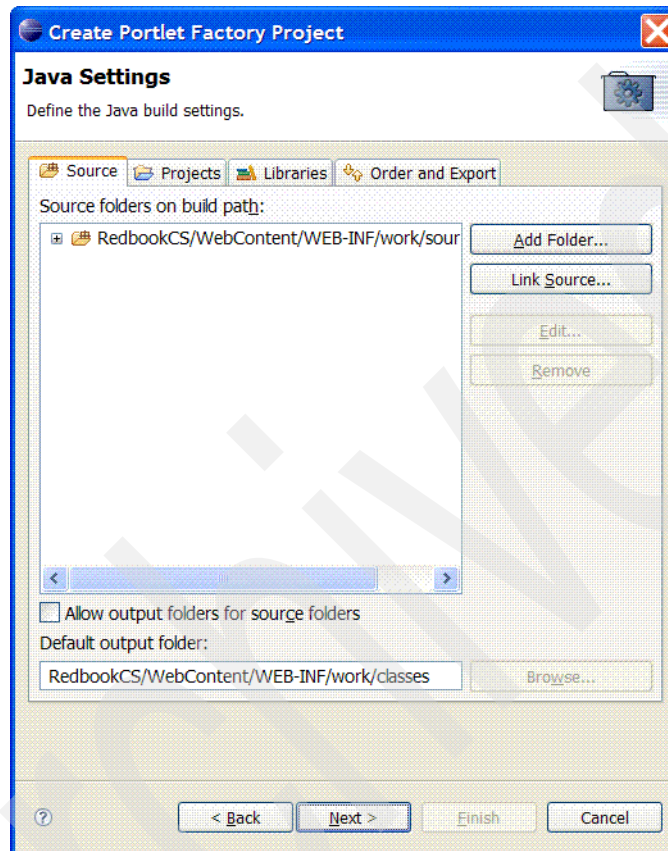 Create Portlet Factory Project
Java Settings
Define the Java build settings.
Source Projects Libraries Order and Export
Source folders on build path:
RedbookCS/WebContent/WEB-INF/work/sour
Add Folder...
Link Source...
Edit...
Remove
Allow output folders for source folders
Default output folder:
RedbookCS/WebContent/WEB-INF/work/classes Browse...
? < Back Next > Finish Cancel